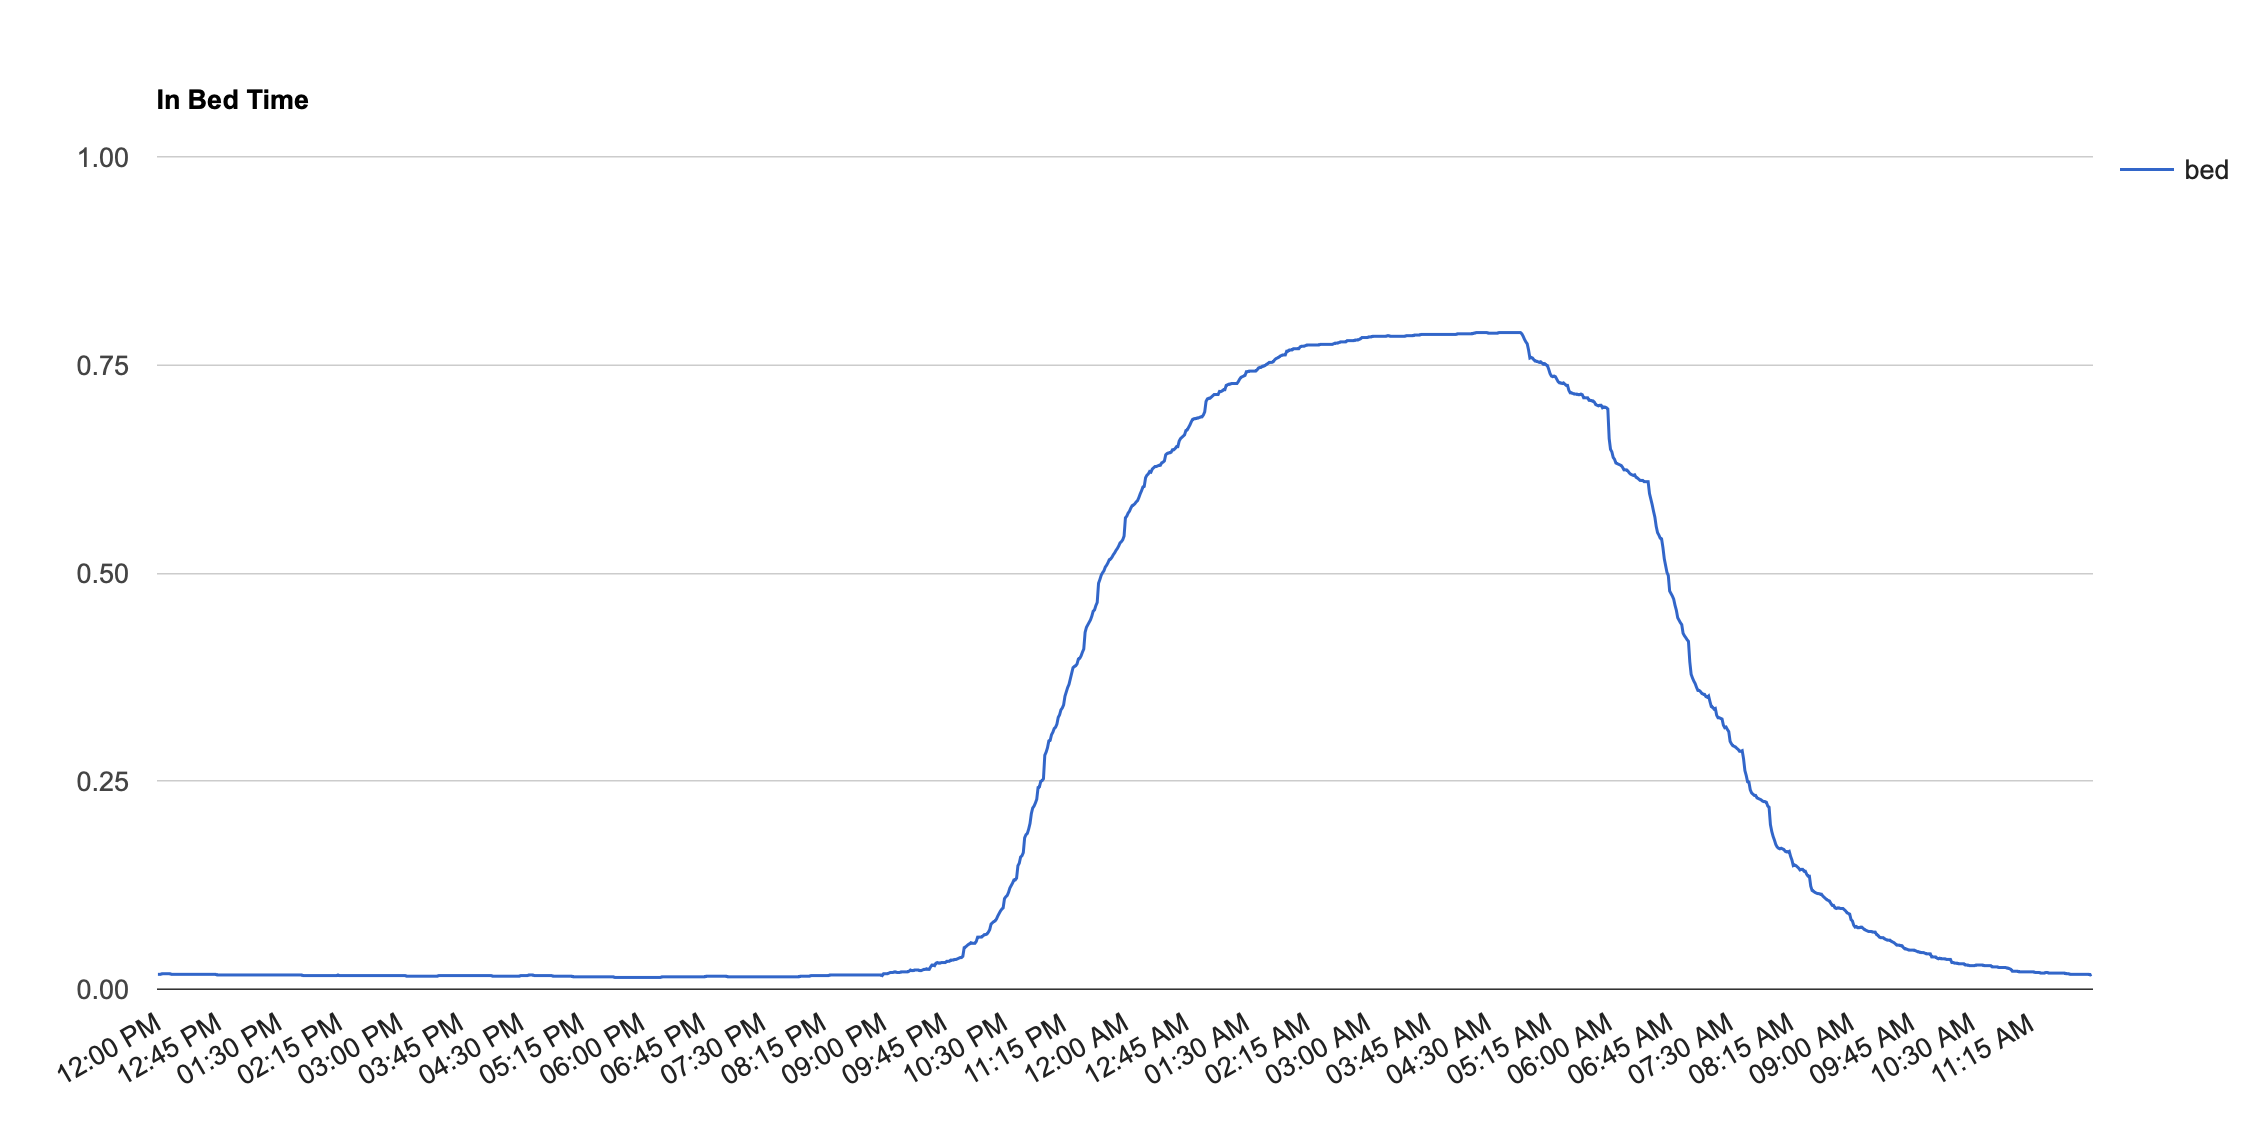 In Bed Time
1.00
bed
0.75
0.50
0.25
0.00
12:00 PM
12:45 PM
01:30 PM
02:15 PM
03:00 PM
03:45 PM
04:30 PM
05:15 PM
06:00 PM
06:45 PM
07:30 PM
08:15 PM
09:00 PM
09:45 PM
10:30 PM
11:15 PM
12:00 AM
12:45 AM
01:30 AM
02:15 AM
03:00 AM
03:45 AM
04:30 AM
05:15 AM
06:00 AM
06:45 AM
07:30 AM
08:15 AM
09:00 AM
09:45 AM
10:30 AM
11:15 AM